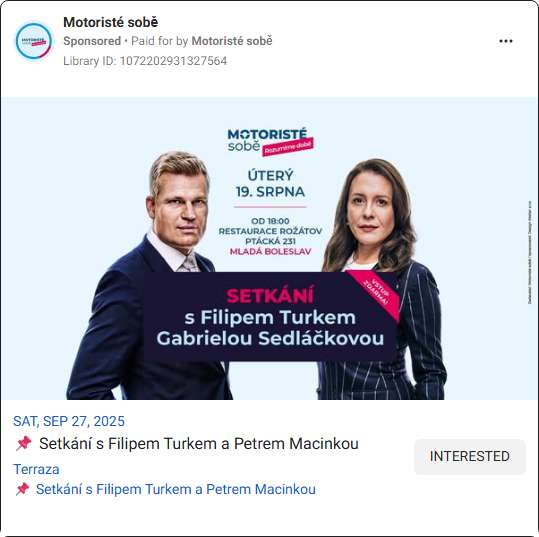 Motoristé sobě
Sponsored • Paid for by Motoristé sobě
Library ID: 1072202931327564
MOTORISTÉ
sobě Rozumíme době
ÚTERÝ
19. SRPNA
OD 18:00
RESTAURACE ROŽÁTOV
PTÁCKÁ 231
MLADÁ BOLESLAV
VSTUP
ZDARMA!
SETKÁNÍ
s Filipem Turkem
Gabrielou Sedláčkovou
SAT, SEP 27, 2025
📌 Setkání s Filipem Turkem a Petrem Macinkou
INTERESTED
Terraza
📌 Setkání s Filipem Turkem a Petrem Macinkou